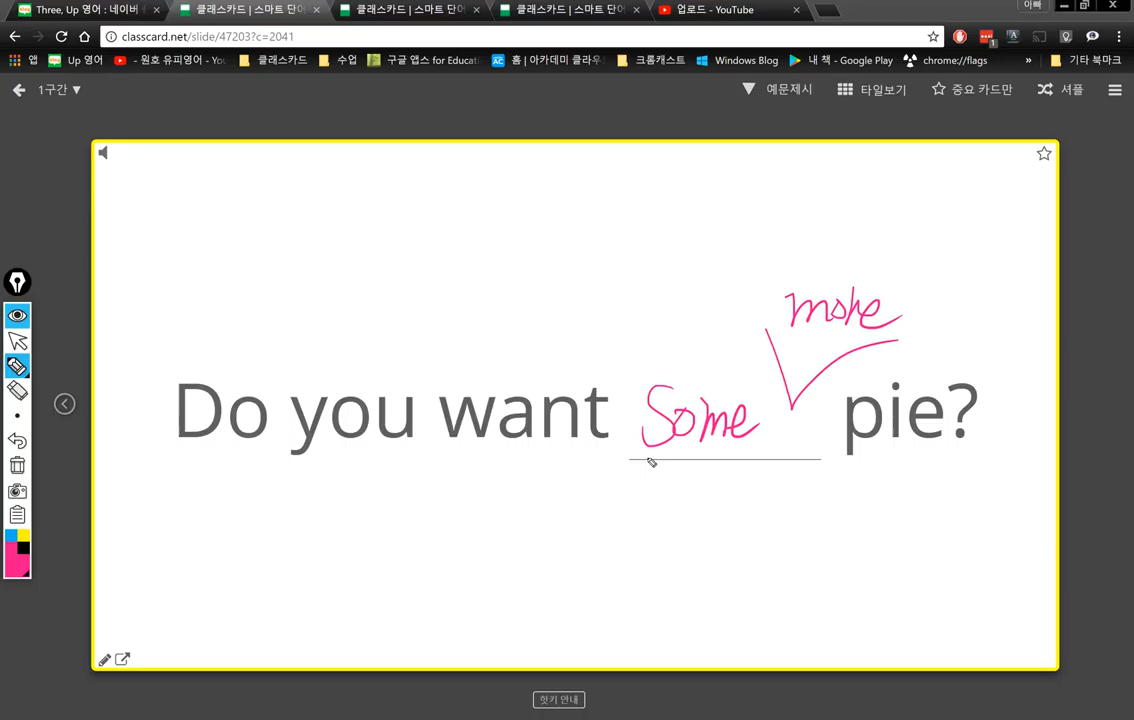 Three, Up 영어 : 네이버
클래스카드 | 스마트 단어
클래스카드 | 스마트 단어
클래스카드 | 스마트 단어
업로드 - YouTube
아빠
classcard.net/slide/47203?c=2041
앱
Up 영어
- 원호 유피영어 - Yo
클래스카드
수업
구글 앱스 for Educati
홈 | 아카데미 클라우
크롬캐스트
Windows Blog
내 책 - Google Play
chrome://flags
»
기타 북마크
1구간 ▼
예문제시
타일보기
중요 카드만
셔플
more
Do you want Some pie?
핫키 안내